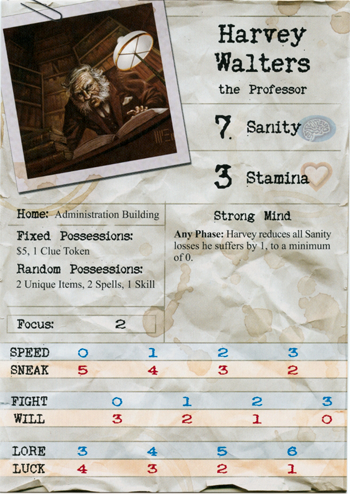 Harvey
Walters
the Professor
7 Sanity
3 Stamina
Home: Administration Building
Fixed Possessions:
$5, 1 Clue Token
Random Possessions:
2 Unique Items, 2 Spells, 1 Skill
Focus: 2
Strong Mind
Any Phase: Harvey reduces all Sanity
losses he suffers by 1, to a minimum
of 0.
SPEED 0 1 2 3
SNEAK 5 4 3 2
FIGHT 0 1 2 3
WILL 3 2 1 0
LORE 3 4 5 6
LUCK 4 3 2 1